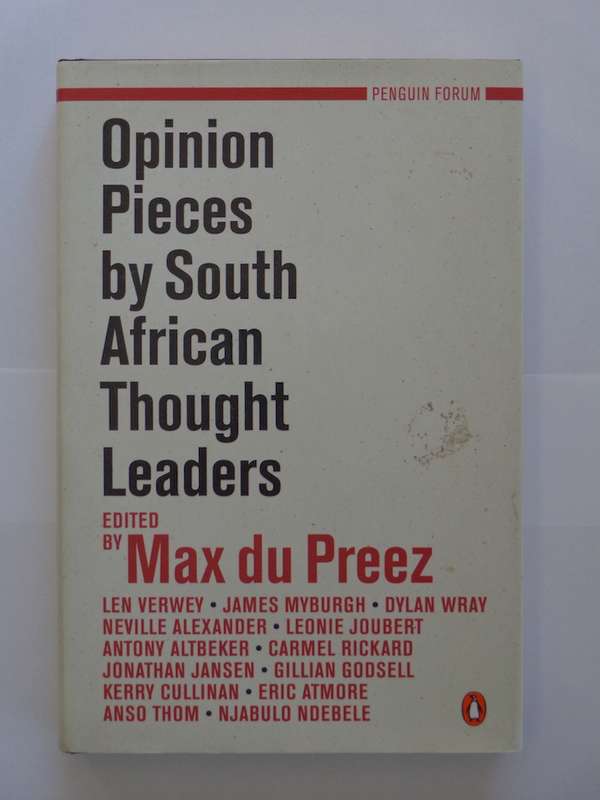 PENGUIN FORUM
Opinion
Pieces
by South
African
Thought
Leaders
EDITED
BY Max du Preez
LEN VERWEY • JAMES MYBURGH • DYLAN WRAY
NEVILLE ALEXANDER • LEONIE JOUBERT
ANTONY ALTBEKER • CARMEL RICKARD
JONATHAN JANSEN • GILLIAN GODSELL
KERRY CULLINAN • ERIC ATMORE
ANSO THOM • NJABULO NDEBELE